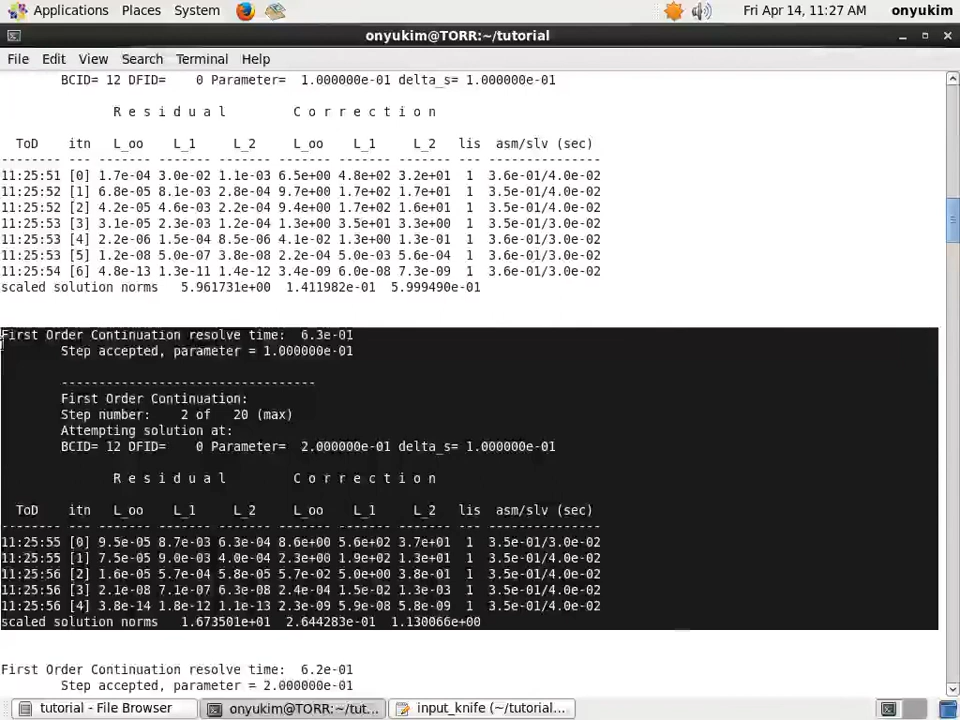 Applications Places System Fri Apr 14, 11:27 AM onyukim
onyukim@TORR:~/tutorial
File Edit View Search Terminal Help
BCID= 12 DFID= 0 Parameter= 1.000000e-01 delta_s= 1.000000e-01
R e s i d u a l C o r r e c t i o n
ToD itn L_oo L_1 L_2 L_oo L_1 L_2 lis asm/slv (sec)
-------- --- ------- ------- ------- ------- ------- ------- --- ---------------
11:25:51 [0] 1.7e-04 3.0e-02 1.1e-03 6.5e+00 4.8e+02 3.2e+01 1 3.6e-01/4.0e-02
11:25:52 [1] 6.8e-05 8.1e-03 2.8e-04 9.7e+00 1.7e+02 1.7e+01 1 3.5e-01/4.0e-02
11:25:52 [2] 4.2e-05 4.6e-03 2.2e-04 9.4e+00 1.7e+02 1.6e+01 1 3.5e-01/3.0e-02
11:25:53 [3] 3.1e-05 2.3e-03 1.2e-04 1.3e+00 3.5e+01 3.3e+00 1 3.5e-01/4.0e-02
11:25:53 [4] 2.2e-06 1.5e-04 8.5e-06 4.1e-02 1.3e+00 1.3e-01 1 3.6e-01/3.0e-02
11:25:53 [5] 1.2e-08 5.0e-07 3.8e-08 2.2e-04 5.0e-03 5.6e-04 1 3.6e-01/3.0e-02
11:25:54 [6] 4.8e-13 1.3e-11 1.4e-12 3.4e-09 6.0e-08 7.3e-09 1 3.6e-01/3.0e-02
scaled solution norms 5.961731e+00 1.411982e-01 5.999490e-01
First Order Continuation resolve time: 6.3e-01
Step accepted, parameter = 1.000000e-01
----------------------------------
First Order Continuation:
Step number: 2 of 20 (max)
Attempting solution at:
BCID= 12 DFID= 0 Parameter= 2.000000e-01 delta_s= 1.000000e-01
R e s i d u a l C o r r e c t i o n
ToD itn L_oo L_1 L_2 L_oo L_1 L_2 lis asm/slv (sec)
-------- --- ------- ------- ------- ------- ------- ------- --- ---------------
11:25:55 [0] 9.5e-05 8.7e-03 6.3e-04 8.6e+00 5.6e+02 3.7e+01 1 3.5e-01/3.0e-02
11:25:55 [1] 7.5e-05 9.0e-03 4.0e-04 2.3e+00 1.9e+02 1.3e+01 1 3.5e-01/4.0e-02
11:25:56 [2] 1.6e-05 5.7e-04 5.8e-05 5.7e-02 5.0e+00 3.8e-01 1 3.5e-01/4.0e-02
11:25:56 [3] 2.1e-08 7.1e-07 6.3e-08 2.4e-04 1.5e-02 1.3e-03 1 3.5e-01/4.0e-02
11:25:56 [4] 3.8e-14 1.8e-12 1.1e-13 2.3e-09 5.9e-08 5.8e-09 1 3.5e-01/4.0e-02
scaled solution norms 1.673501e+01 2.644283e-01 1.130066e+00
First Order Continuation resolve time: 6.2e-01
Step accepted, parameter = 2.000000e-01
tutorial - File Browser onyukim@TORR:~/tut... input_knife (~/tutorial...